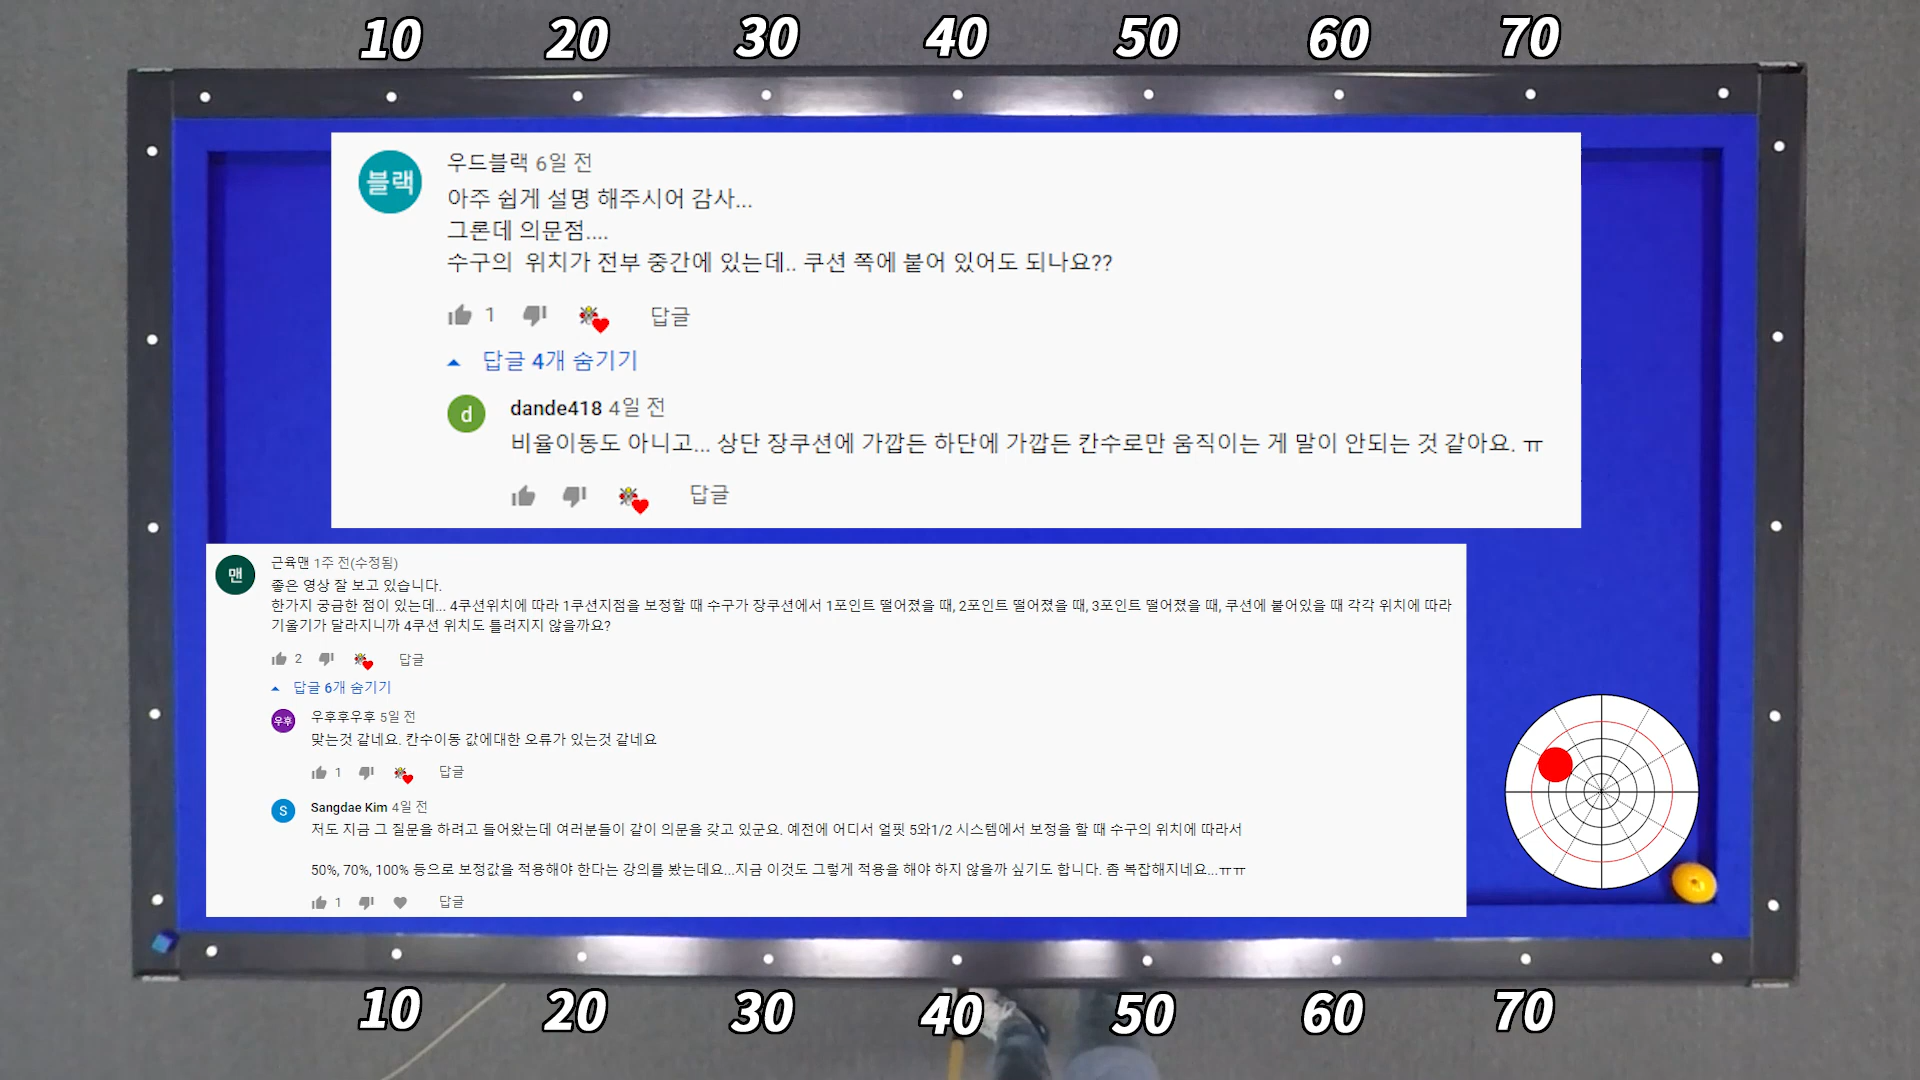 10 20 30 40 50 60 70
블랙
우드블랙 6일 전
아주 쉽게 설명 해주시어 감사...
그론데 의문점....
수구의 위치가 전부 중간에 있는데.. 쿠션 쪽에 붙어 있어도 되나요??
1 답글
답글 4개 숨기기
d
dande418 4일 전
비율이동도 아니고... 상단 장쿠션에 가깝든 하단에 가깝든 칸수로만 움직이는 게 말이 안되는 것 같아요. ㅠ
답글
맨
근육맨 1주 전(수정됨)
좋은 영상 잘 보고 있습니다.
한가지 궁금한 점이 있는데... 4쿠션위치에 따라 1쿠션지점을 보정할 때 수구가 장쿠션에서 1포인트 떨어졌을 때, 2포인트 떨어졌을 때, 3포인트 떨어졌을 때, 쿠션에 붙어있을 때 각각 위치에 따라
기울기가 달라지니까 4쿠션 위치도 틀려지지 않을까요?
2 답글
답글 6개 숨기기
우후
우후후우후 5일 전
맞는것 같네요. 칸수이동 값에대한 오류가 있는것 같네요
1 답글
S
Sangdae Kim 4일 전
저도 지금 그 질문을 하려고 들어왔는데 여러분들이 같이 의문을 갖고 있군요. 예전에 어디서 얼핏 5와1/2 시스템에서 보정을 할 때 수구의 위치에 따라서
50%, 70%, 100% 등으로 보정값을 적용해야 한다는 강의를 봤는데요...지금 이것도 그렇게 적용을 해야 하지 않을까 싶기도 합니다. 좀 복잡해지네요...ㅠㅠ
1 답글
10 20 30 40 50 60 70